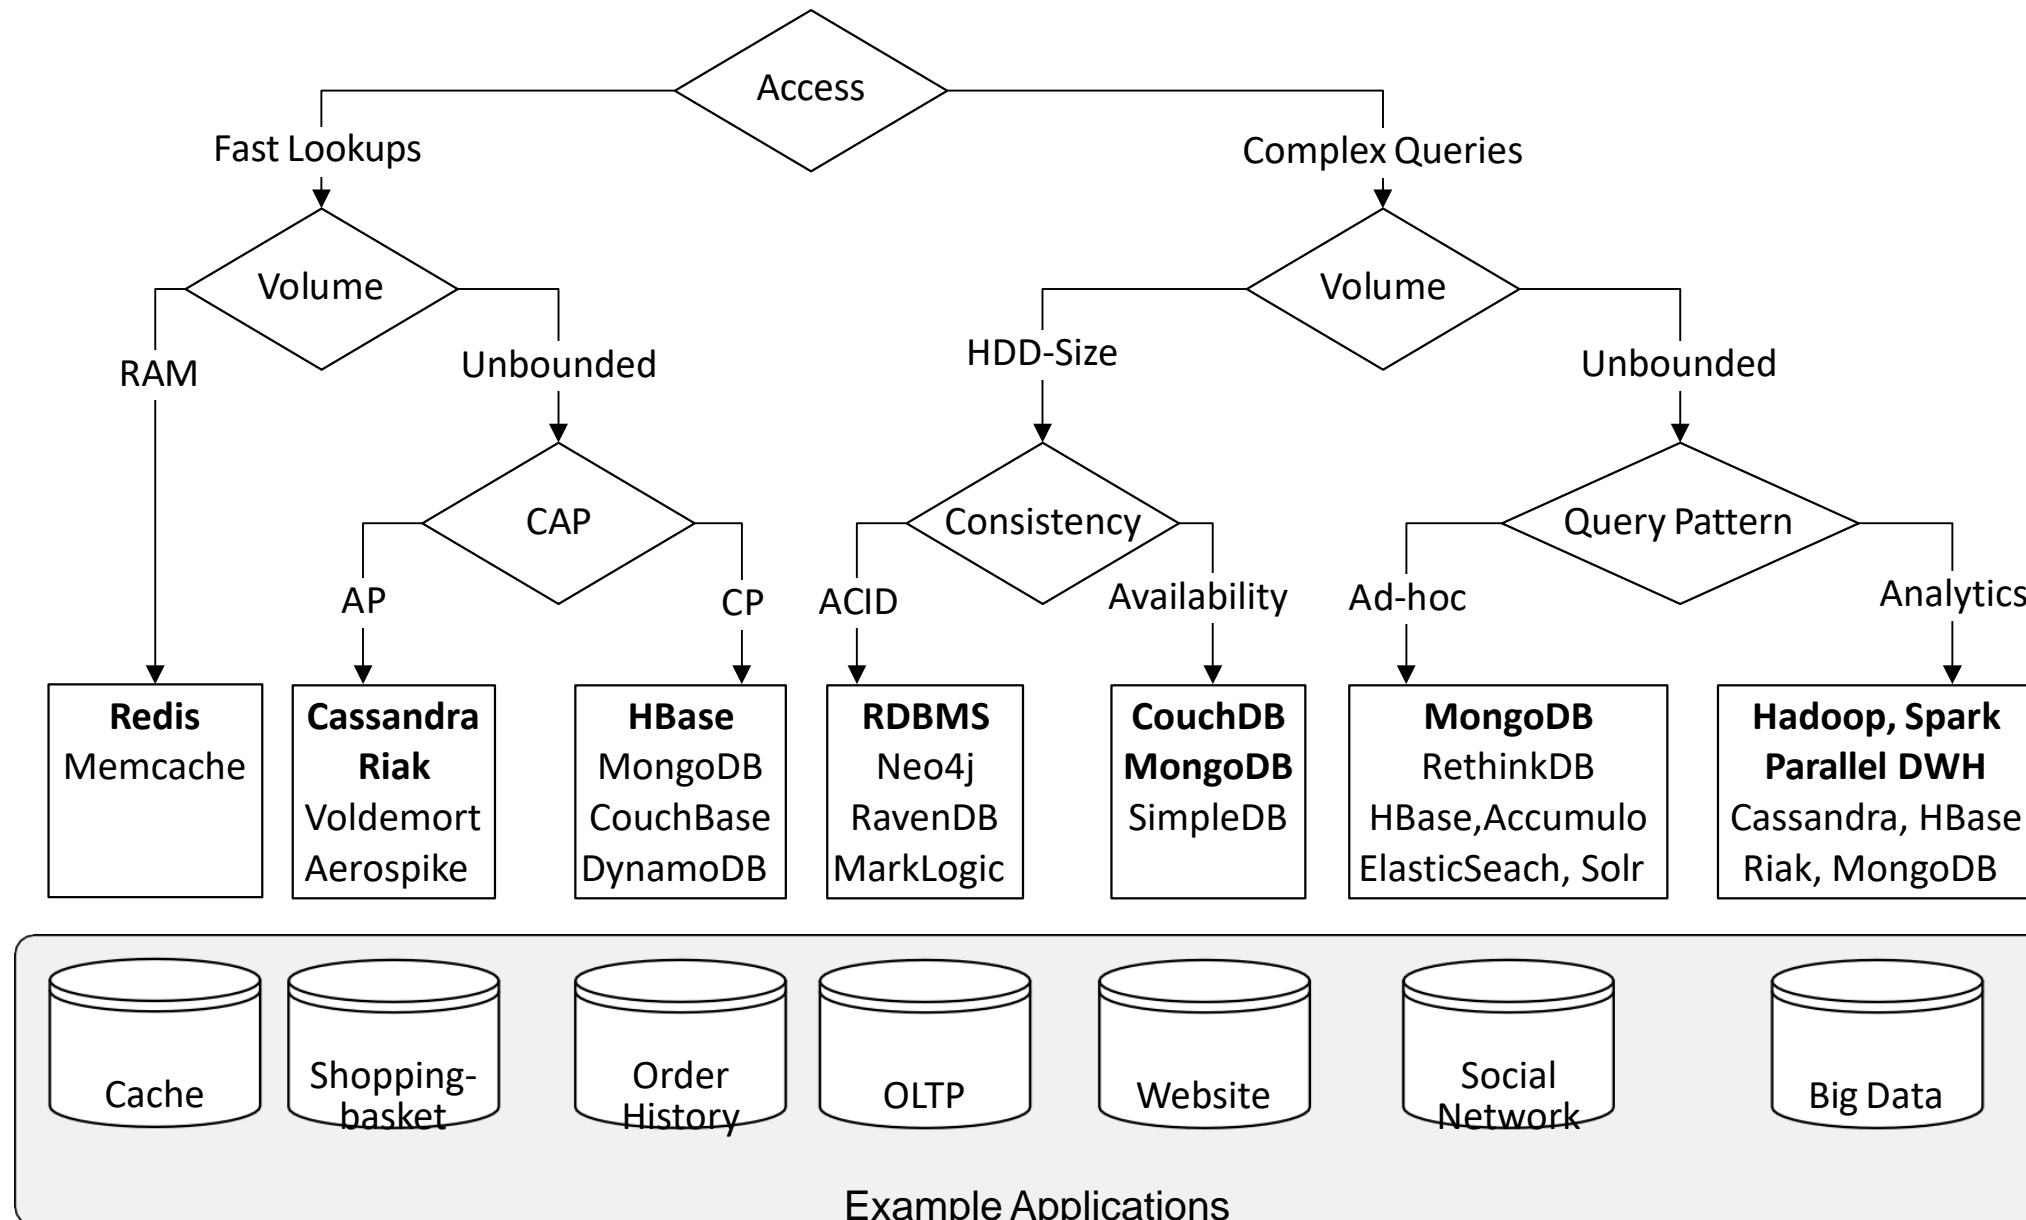 Access
Fast Lookups
Complex Queries
Volume
Volume
RAM
Unbounded
HDD-Size
Unbounded
CAP
Consistency
Query Pattern
AP
CP
ACID
Availability
Ad-hoc
Analytics
Redis
Memcache
Cassandra
Riak
Voldemort
Aerospike
HBase
MongoDB
CouchBase
DynamoDB
RDBMS
Neo4j
RavenDB
MarkLogic
CouchDB
MongoDB
SimpleDB
MongoDB
RethinkDB
HBase,Accumulo
ElasticSeach, Solr
Hadoop, Spark
Parallel DWH
Cassandra, HBase
Riak, MongoDB
Cache
Shopping-
basket
Order
History
OLTP
Website
Social
Network
Big Data
Example Applications